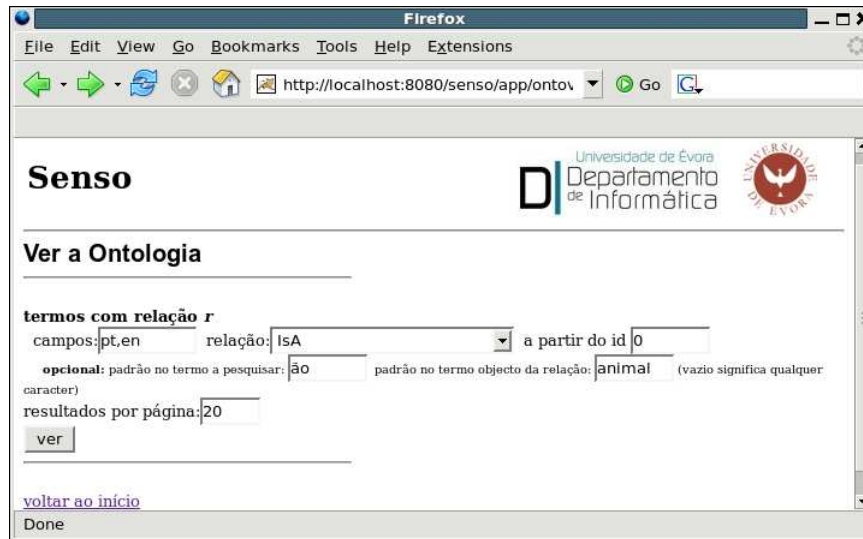 Firefox
File Edit View Go Bookmarks Tools Help Extensions
http://localhost:8080/senso/app/ontov Go G
Senso
Universidade de Évora
Departamento
de Informática
D
UNIVERSIDADE DE ÉVORA
Ver a Ontologia
termos com relação r
campos: pt,en relação: IsA a partir do id 0
opcional: padrão no termo a pesquisar: ão padrão no termo objecto da relação: animal (vazio significa qualquer
caracter)
resultados por página: 20
ver
voltar ao início
Done